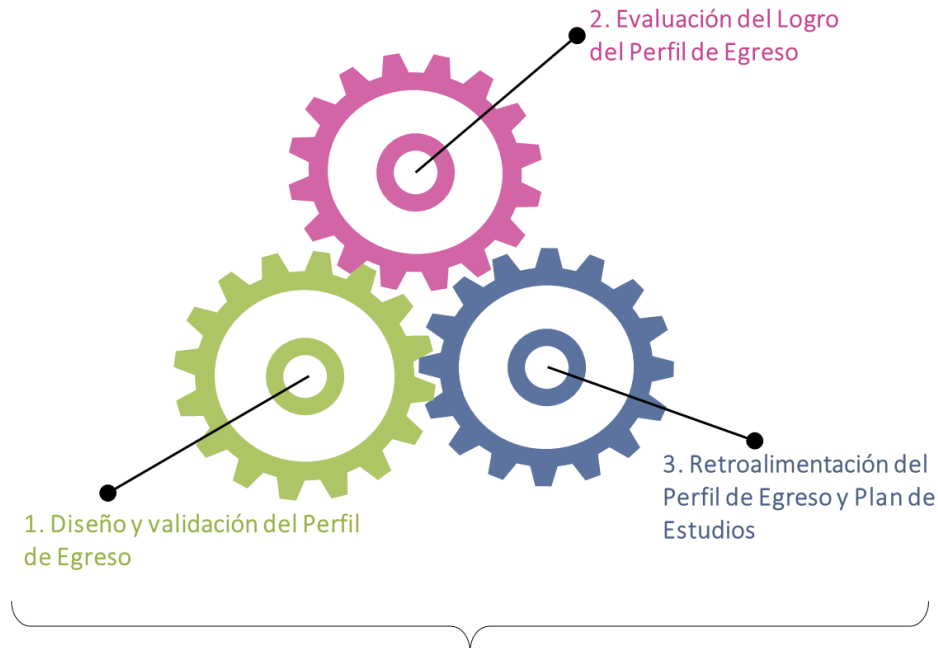 2. Evaluación del Logro
del Perfil de Egreso
1. Diseño y validación del Perfil
de Egreso
3. Retroalimentación del
Perfil de Egreso y Plan de
Estudios